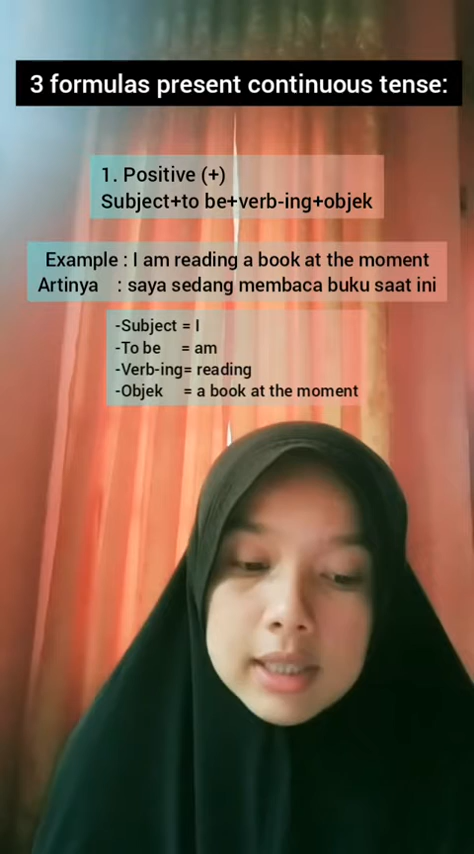 3 formulas present continuous tense:
1. Positive (+)
Subject+to be+verb-ing+objek
Example : I am reading a book at the moment
Artinya : saya sedang membaca buku saat ini
-Subject = I
-To be = am
-Verb-ing= reading
-Objek = a book at the moment